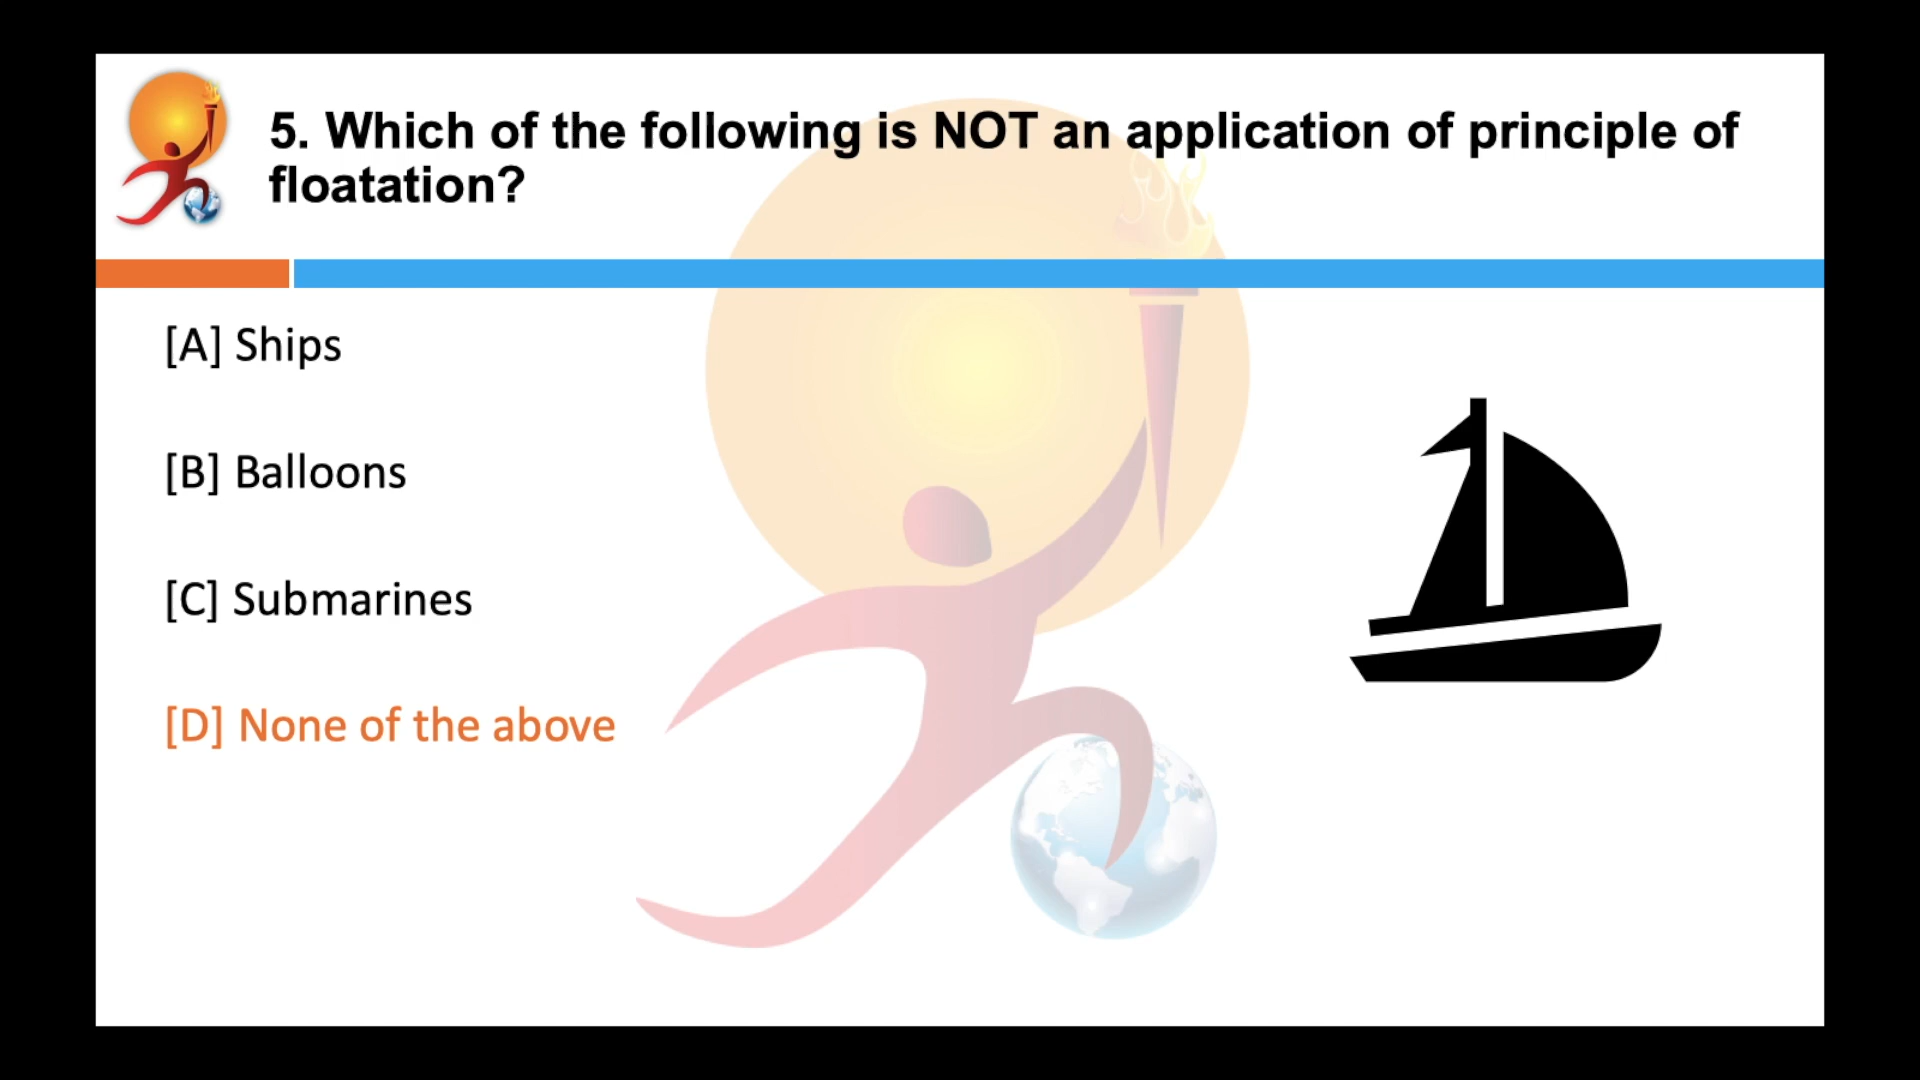 5. Which of the following is NOT an application of principle of
floatation?
[A] Ships
[B] Balloons
[C] Submarines
[D] None of the above